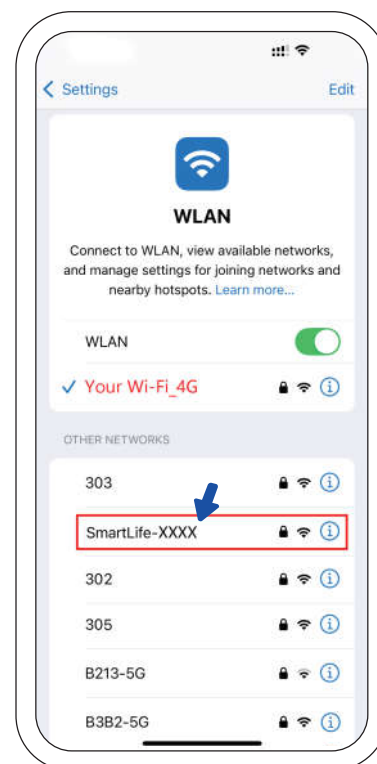 Settings Edit
WLAN
Connect to WLAN, view available networks,
and manage settings for joining networks and
nearby hotspots. Learn more...
WLAN
Your Wi-Fi_4G
OTHER NETWORKS
303
SmartLife-XXXX
302
305
B213-5G
B3B2-5G